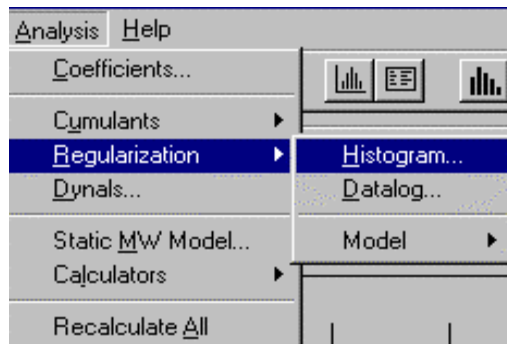 Analysis Help
Coefficients...
Cumulants
Regularization
Histogram...
Dynals...
Datalog...
Static MW Model...
Model
Calculators
Recalculate All